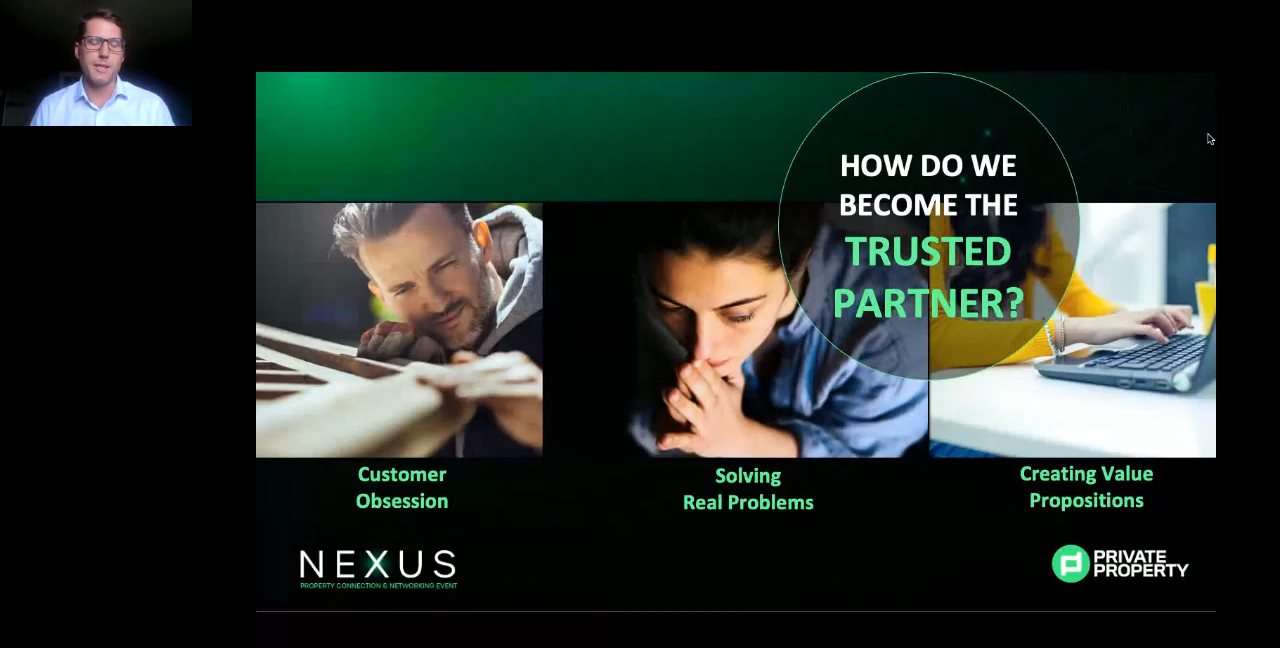 HOW DO WE
BECOME THE
TRUSTED
PARTNER?
Customer
Obsession
Solving
Real Problems
Creating Value
Propositions
NEXUS
PROPERTY CONNECTION & NETWORKING EVENT
PRIVATE
PROPERTY